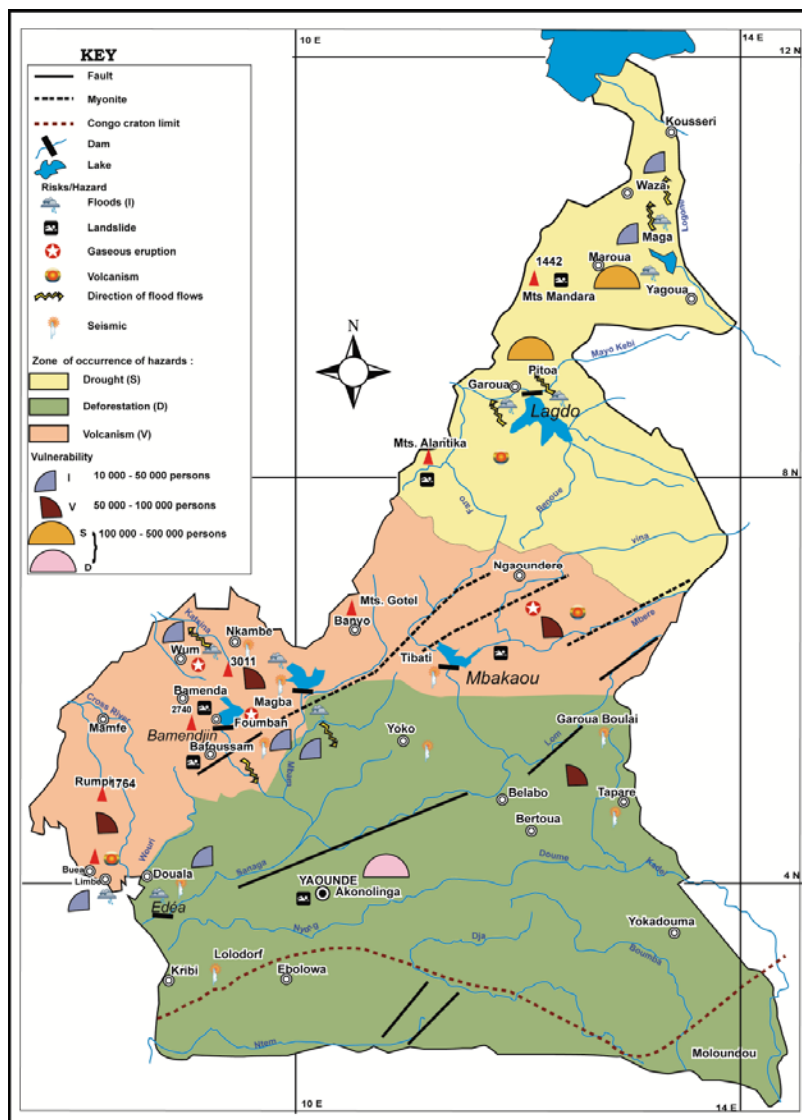 KEY
Fault
Myonite
Congo craton limit
Dam
Lake
Risks/Hazard
Floods (I)
Landslide
Gaseous eruption
Volcanism
Direction of flood flows
Seismic
Zone of occurrence of hazards :
Drought (S)
Deforestation (D)
Volcanism (V)
Vulnerability
I 10 000 - 50 000 persons
V 50 000 - 100 000 persons
S 100 000 - 500 000 persons
D
10 E
14 E
12 N
N
Kousseri
Waza
Logone
Maga
1442
Maroua
Mts Mandara
Yagoua
Mayo Kebi
Pitoa
Garoua
Lagdo
Mts. Alantika
8 N
Faro
Benoue
vina
Ngaoundere
Mts. Gotel
Banyo
Mbere
Katsina
Nkambe
Wum
3011
Tibati
Mbakaou
Bamenda
Magba
2740
Foumban
Cross River
Mamfe
Bamendjin
Bafoussam
Garoua Boulai
Yoko
Mbam
Lom
Rumpi
1764
Belabo
Tapare
Bertoua
Wouri
Sanaga
Doume
Kadei
Buea
Limbe
Douala
4 N
YAOUNDE
Akonolinga
Edéa
Nyong
Yokadouma
Dja
Boumba
Lolodorf
Kribi
Ebolowa
Ntem
Moloundou
10 E
14 E